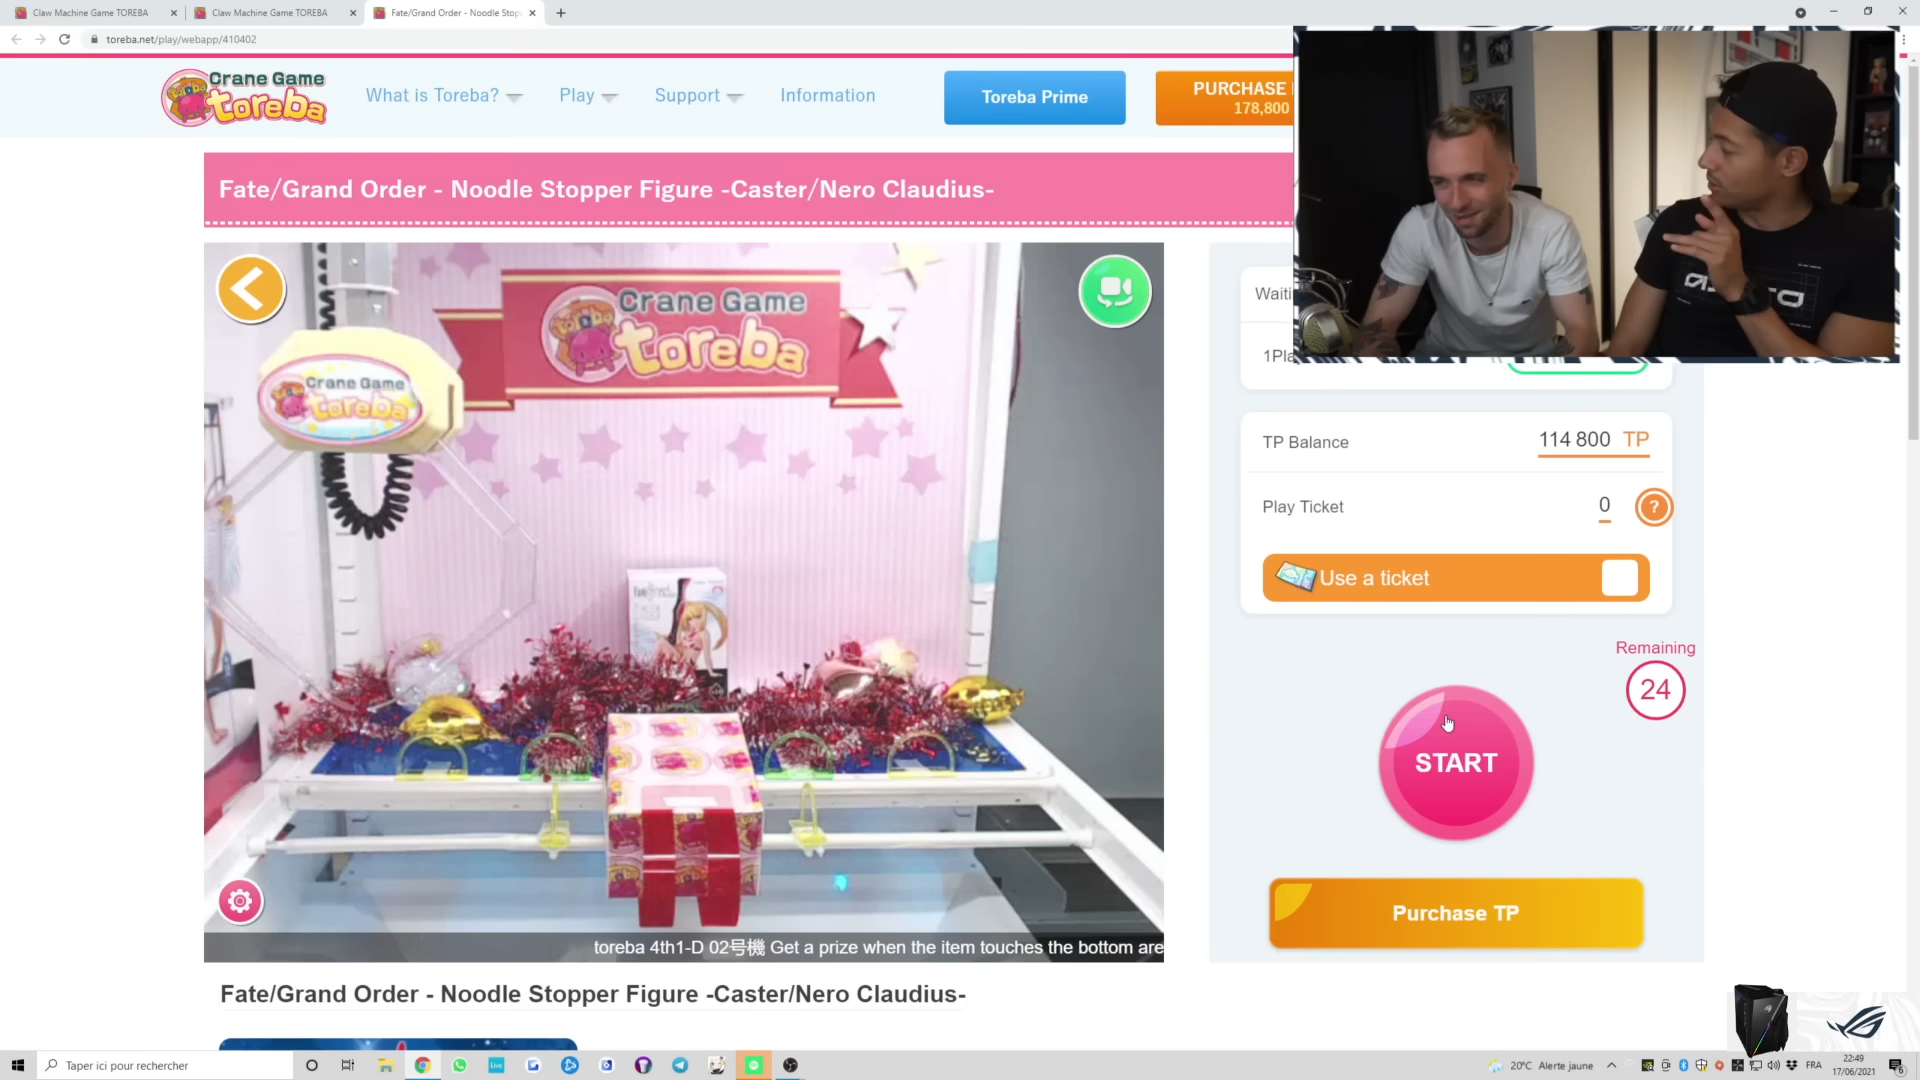 Claw Machine Game TOREBA
Claw Machine Game TOREBA
Fate/Grand Order - Noodle Stop
toreba.net/play/webapp/410402
Crane Game
toreba
What is Toreba?
Play
Support
Information
Toreba Prime
PURCHASE
178,800
Fate/Grand Order - Noodle Stopper Figure -Caster/Nero Claudius-
Crane Game
toreba
Crane Game
toreba
Waiti
1Pla
TP Balance
114 800 TP
Play Ticket
0
?
Use a ticket
Remaining
24
START
Purchase TP
toreba 4th1-D 02号機 Get a prize when the item touches the bottom are
Fate/Grand Order - Noodle Stopper Figure -Caster/Nero Claudius-
Taper ici pour rechercher
20°C Alerte jaune
FRA
22:49
17/06/2021